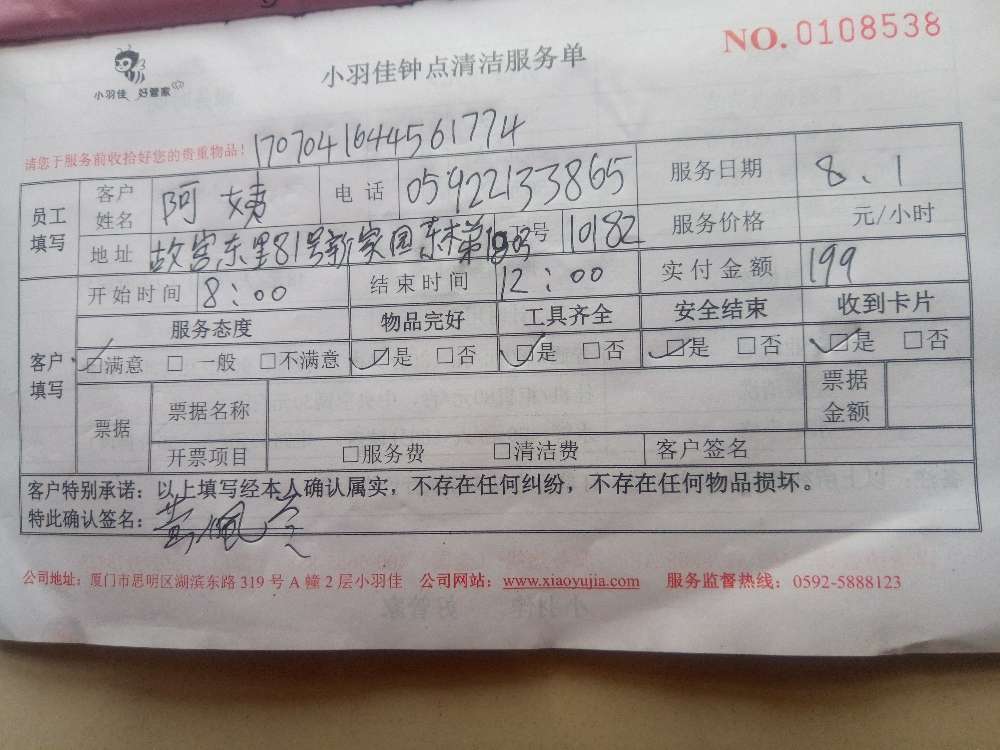 NO. 0108538
小羽佳 好管家
小羽佳钟点清洁服务单
请您于服务前收拾好您的贵重物品! 1707041644561774
员工填写 客户姓名 阿姨 电话 05922133865 服务日期 8.1
地址 故宫东里81号新家园 号 10182 服务价格 元/小时
客户填写 开始时间 8:00 结束时间 12:00 实付金额 199
服务态度 物品完好 工具齐全 安全结束 收到卡片
☑满意 □一般 □不满意 ☑是 □否 ☑是 □否 ☑是 □否 ☑是 □否
票据 票据名称 票据金额
开票项目 □服务费 □清洁费 客户签名
客户特别承诺：以上填写经本人确认属实，不存在任何纠纷，不存在任何物品损坏。
特此确认签名：黄佩
公司地址：厦门市思明区湖滨东路 319 号 A 幢 2 层小羽佳 公司网站：www.xiaoyujia.com 服务监督热线：0592-5888123